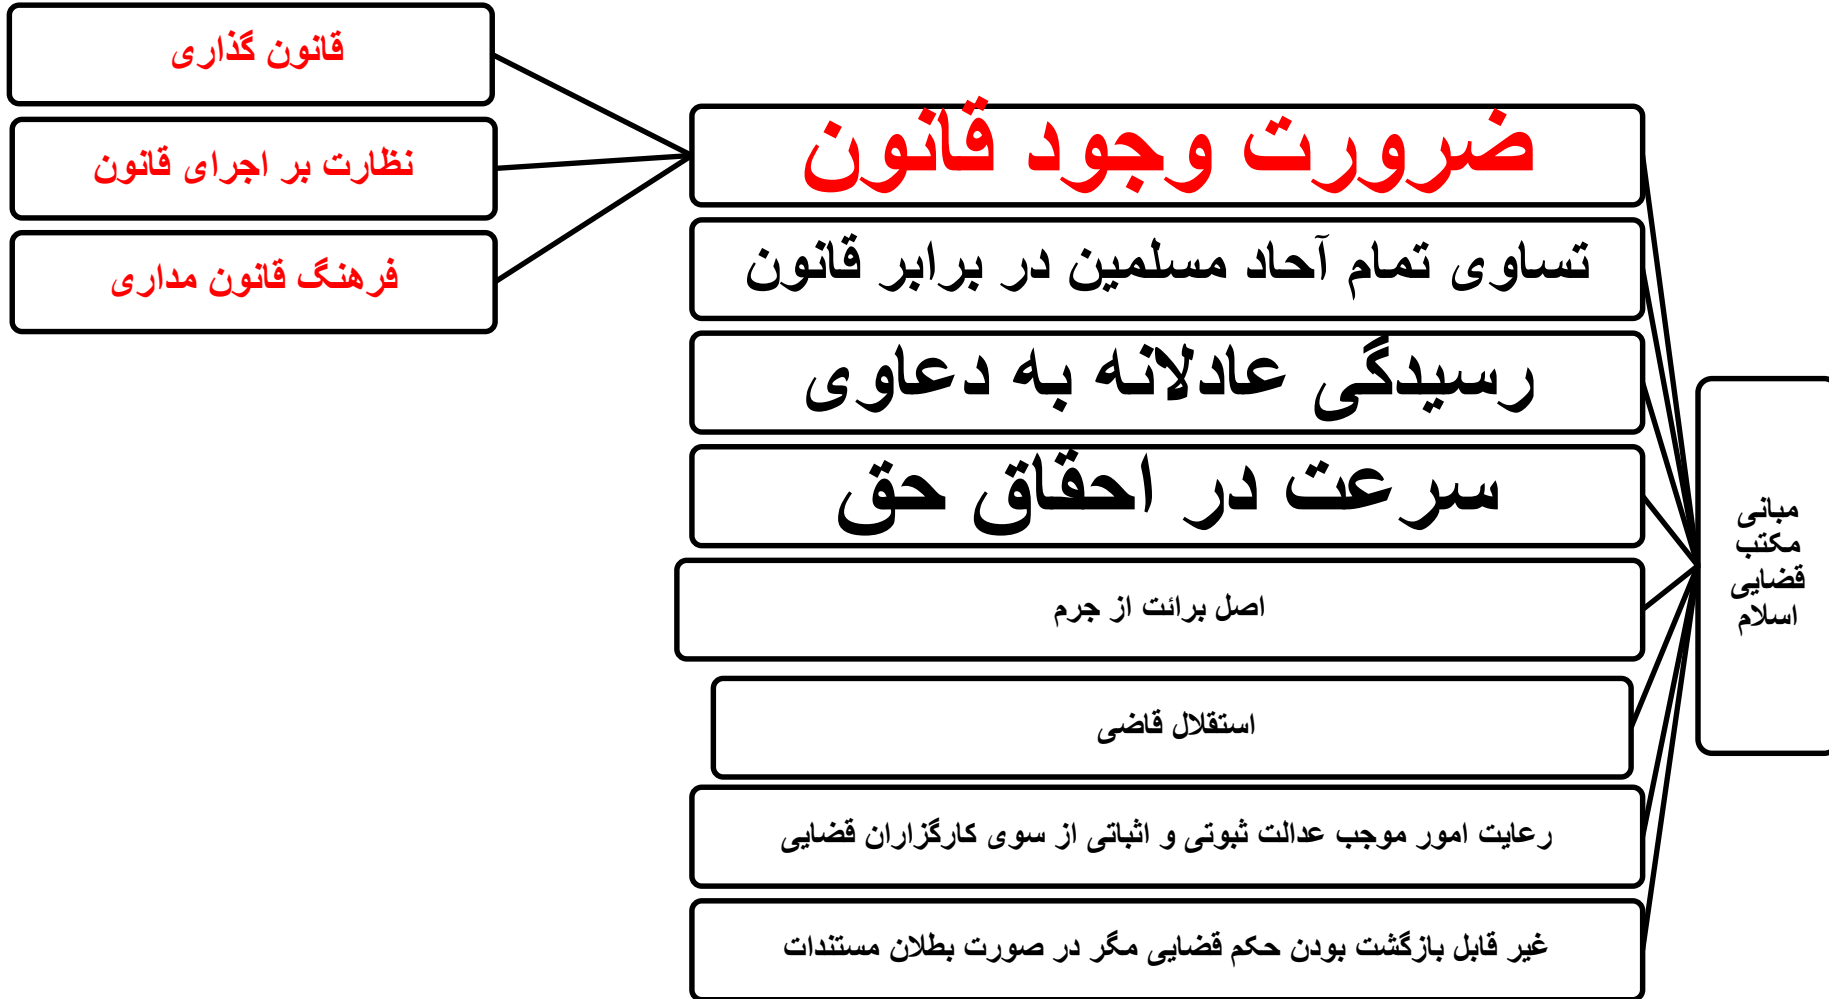 مبانی
مکتب
قضایی
اسلام
ضرورت وجود قانون
قانون گذاری
نظارت بر اجرای قانون
فرهنگ قانون مداری
تساوی تمام آحاد مسلمین در برابر قانون
رسیدگی عادلانه به دعاوی
سرعت در احقاق حق
اصل برائت از جرم
استقلال قاضی
رعایت امور موجب عدالت ثبوتی و اثباتی از سوی کارگزاران قضایی
غیر قابل بازگشت بودن حکم قضایی مگر در صورت بطلان مستندات